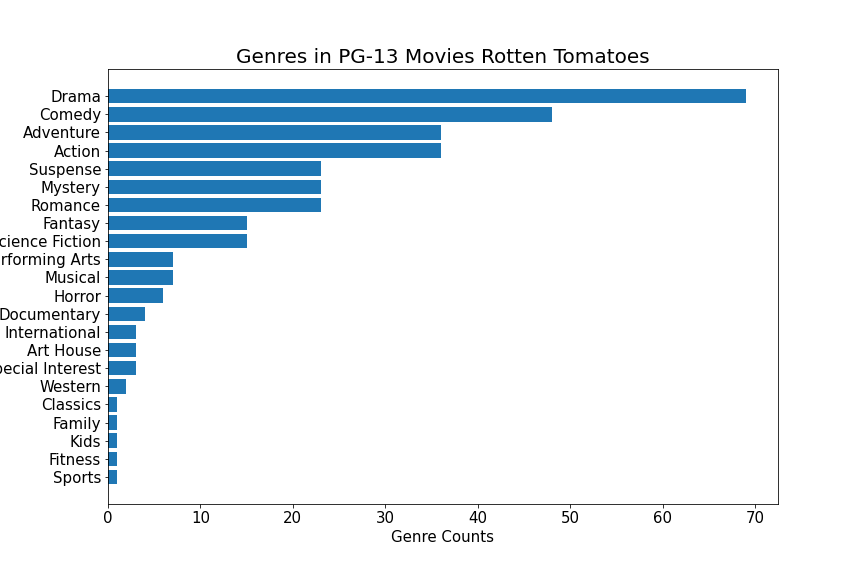 Genres in PG-13 Movies Rotten Tomatoes
Drama
Comedy
Adventure
Action
Suspense
Mystery
Romance
Fantasy
cience Fiction
rforming Arts
Musical
Horror
Documentary
International
Art House
pecial Interest
Western
Classics
Family
Kids
Fitness
Sports
0 10 20 30 40 50 60 70
Genre Counts